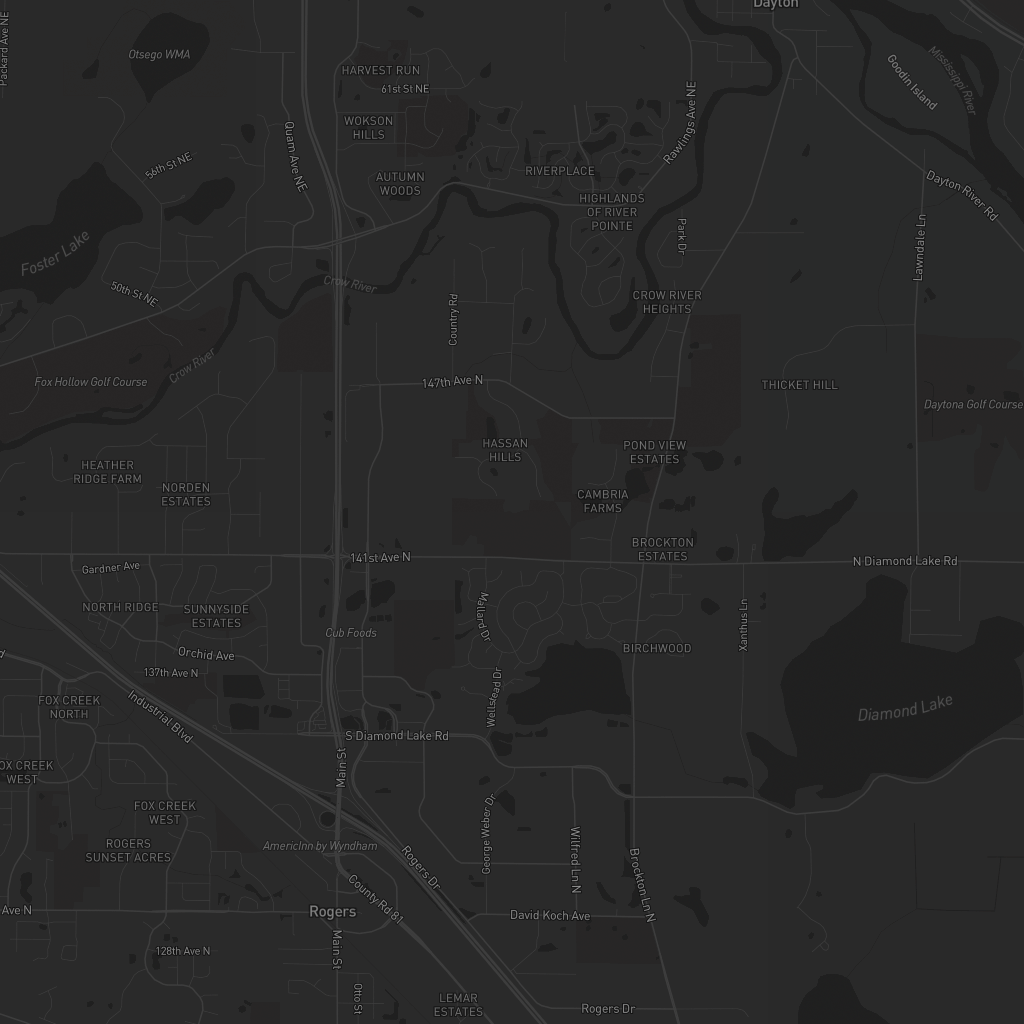 Dayton
Packard Ave NE
Otsego WMA
HARVEST RUN
61st St NE
Goodin Island
Mississippi River
WOKSON
HILLS
Quam Ave NE
Rawlings Ave NE
56th St NE
RIVERPLACE
AUTUMN
WOODS
Dayton River Rd
HIGHLANDS
OF RIVER
POINTE
Park Dr
Lawndale Ln
Foster Lake
50th St NE
Crow River
CROW RIVER
HEIGHTS
Country Rd
Crow River
Fox Hollow Golf Course
147th Ave N
THICKET HILL
Daytona Golf Course
HASSAN
HILLS
POND VIEW
ESTATES
HEATHER
RIDGE FARM
NORDEN
ESTATES
CAMBRIA
FARMS
BROCKTON
ESTATES
141st Ave N
N Diamond Lake Rd
Gardner Ave
NORTH RIDGE
SUNNYSIDE
ESTATES
Mallard Dr
Xanthus Ln
Cub Foods
BIRCHWOOD
Orchid Ave
137th Ave N
Wellstead Dr
FOX CREEK
NORTH
Industrial Blvd
Diamond Lake
S Diamond Lake Rd
Main St
OX CREEK
WEST
FOX CREEK
WEST
George Weber Dr
Wilfred Ln N
ROGERS
SUNSET ACRES
AmericInn by Wyndham
Rogers Dr
Brockton Ln N
County Rd 81
Ave N
Rogers
David Koch Ave
128th Ave N
Main St
Otto St
LEMAR
ESTATES
Rogers Dr